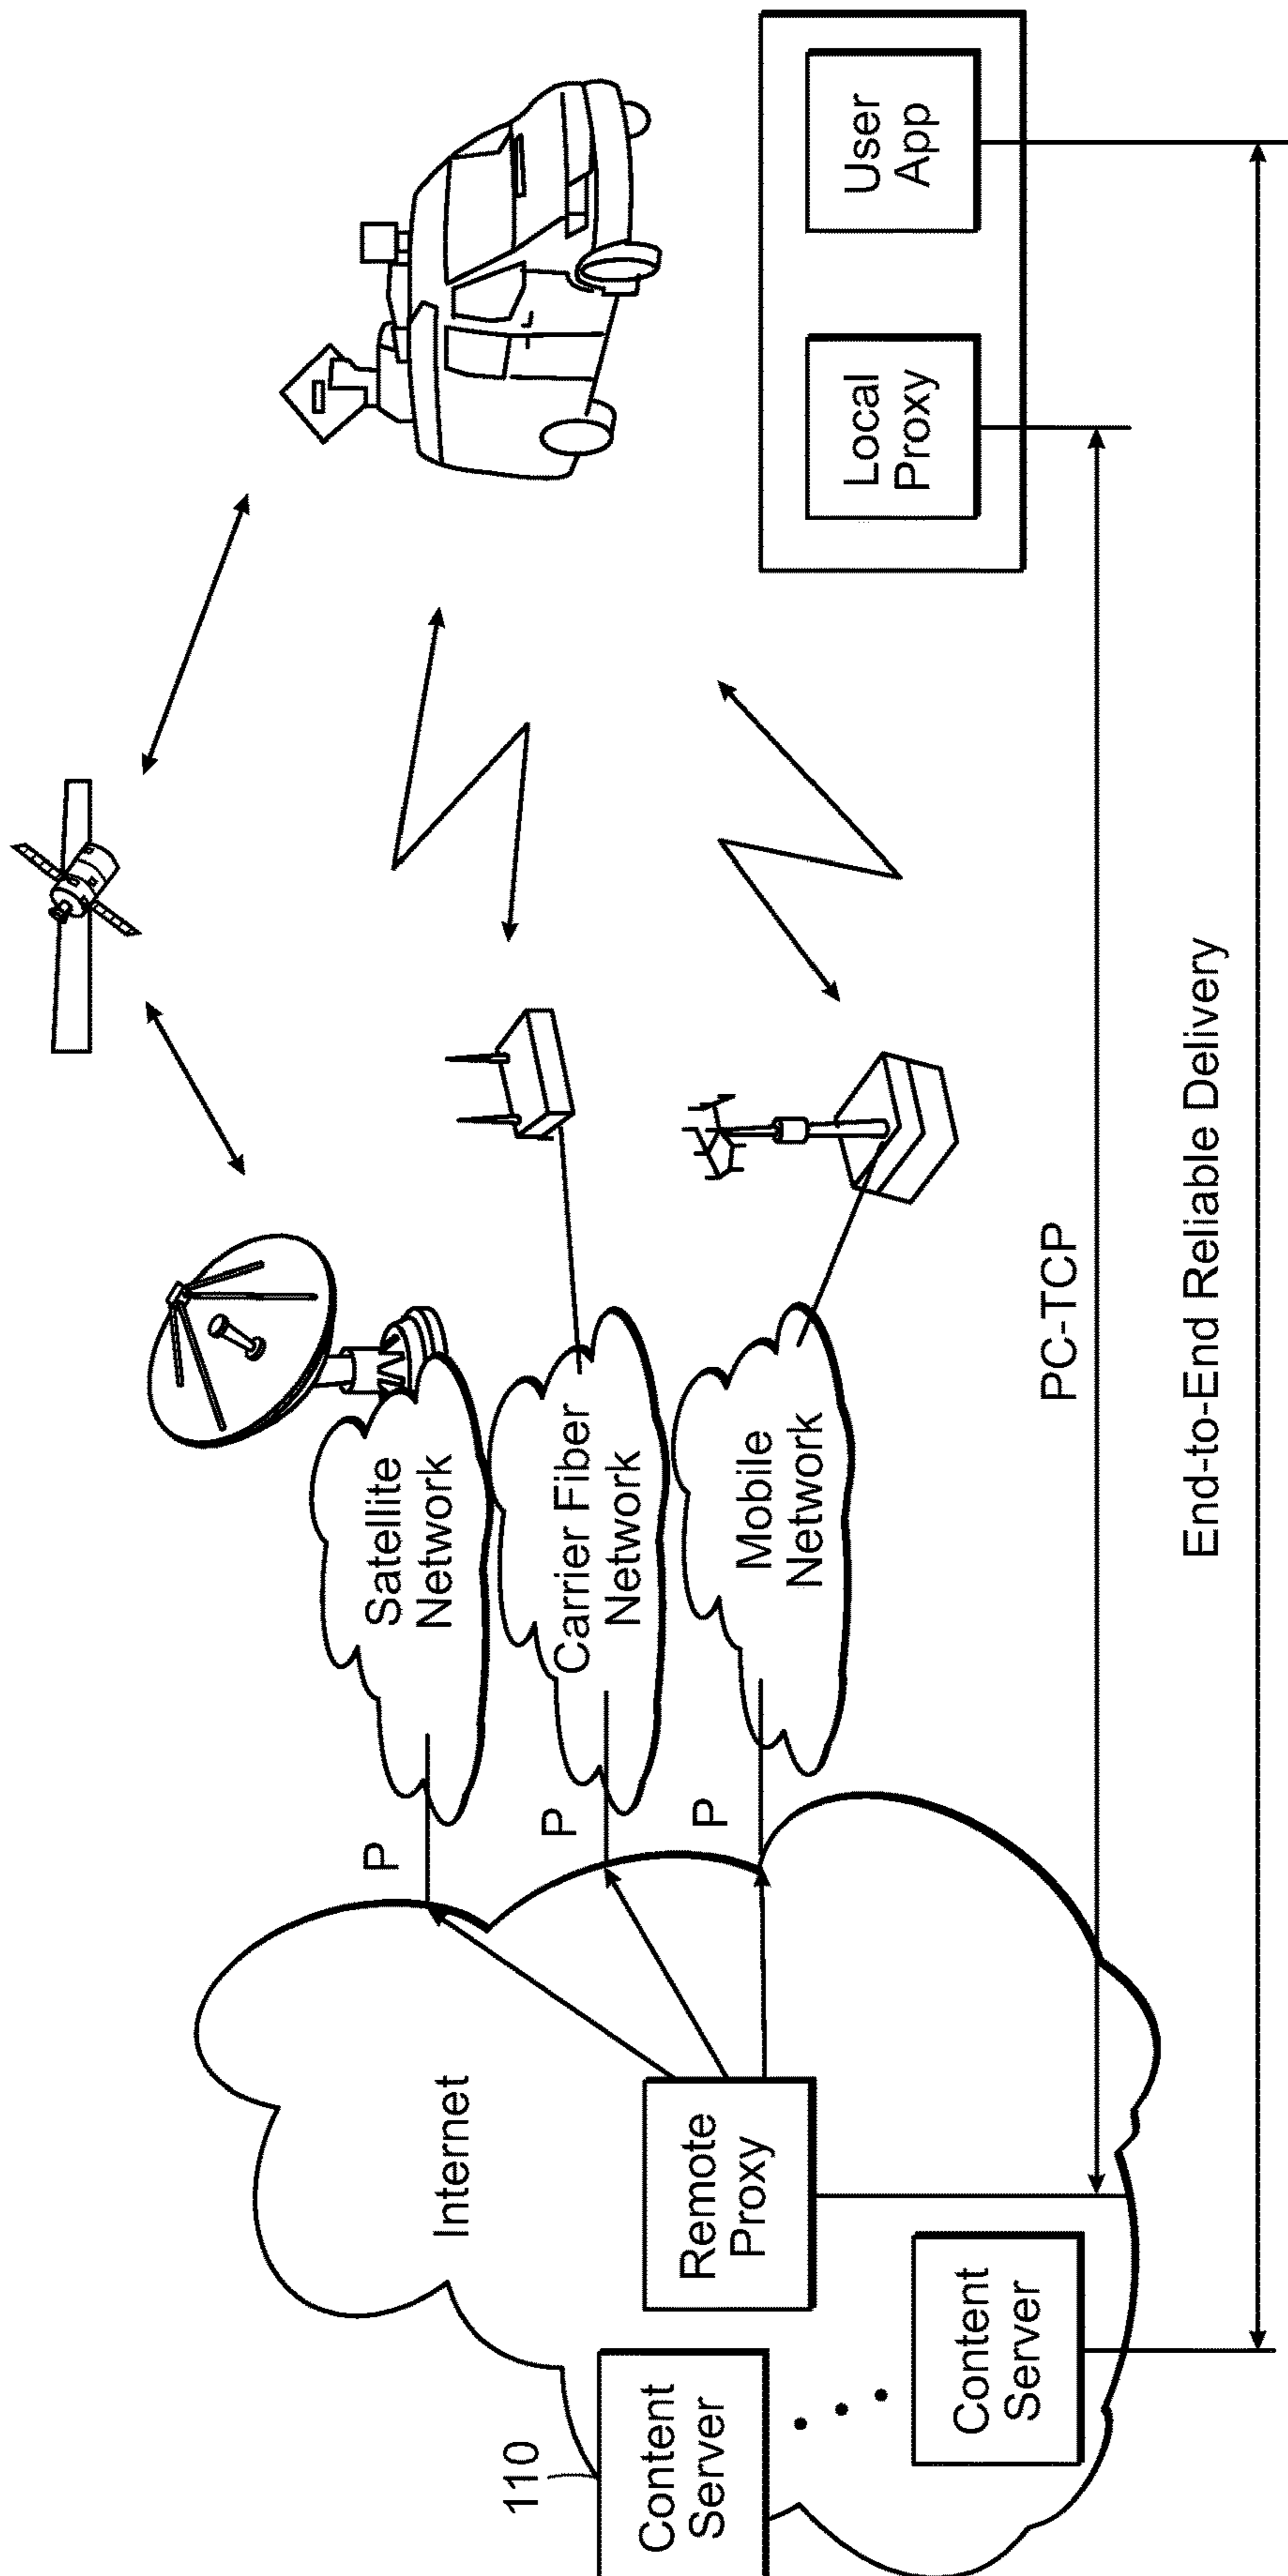 110
Content
Server
Content
Server
Internet
Remote
Proxy
P
P
P
Satellite
Network
Carrier Fiber
Network
Mobile
Network
Local
Proxy
User
App
PC-TCP
End-to-End Reliable Delivery